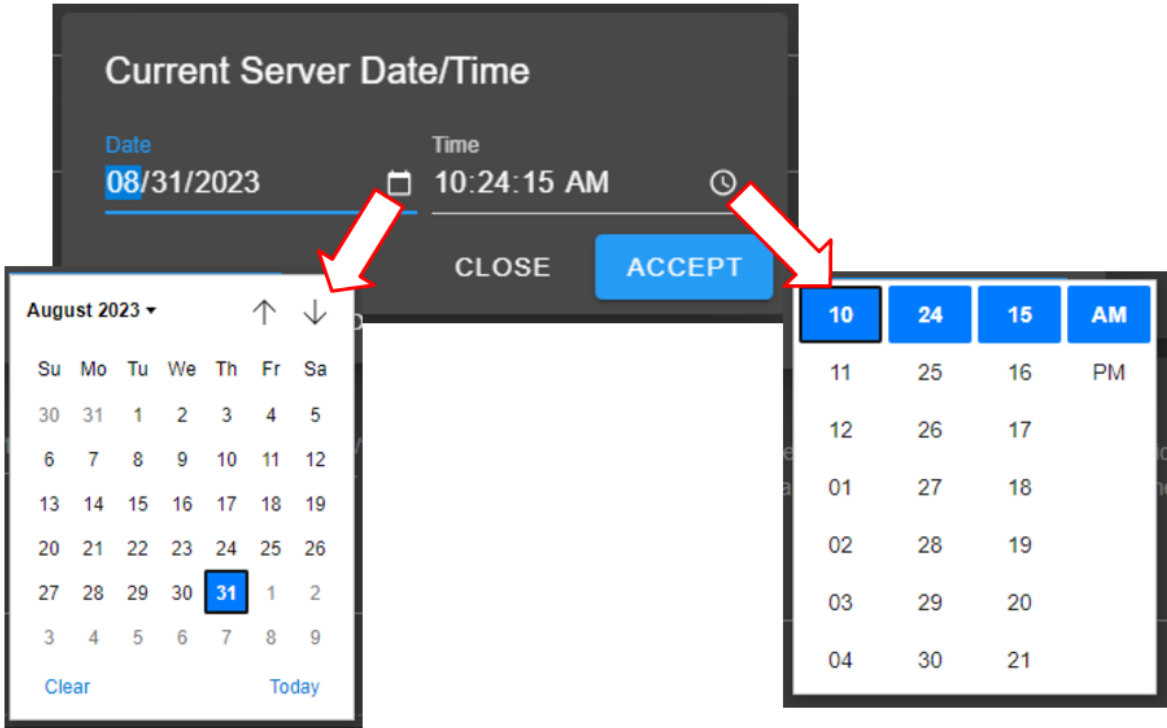 Current Server Date/Time
Date Time
08/31/2023 10:24:15 AM
CLOSE ACCEPT
August 2023
Su Mo Tu We Th Fr Sa
30 31 1 2 3 4 5
6 7 8 9 10 11 12
13 14 15 16 17 18 19
20 21 22 23 24 25 26
27 28 29 30 31 1 2
3 4 5 6 7 8 9
Clear Today
10 24 15 AM
11 25 16 PM
12 26 17
01 27 18
02 28 19
03 29 20
04 30 21